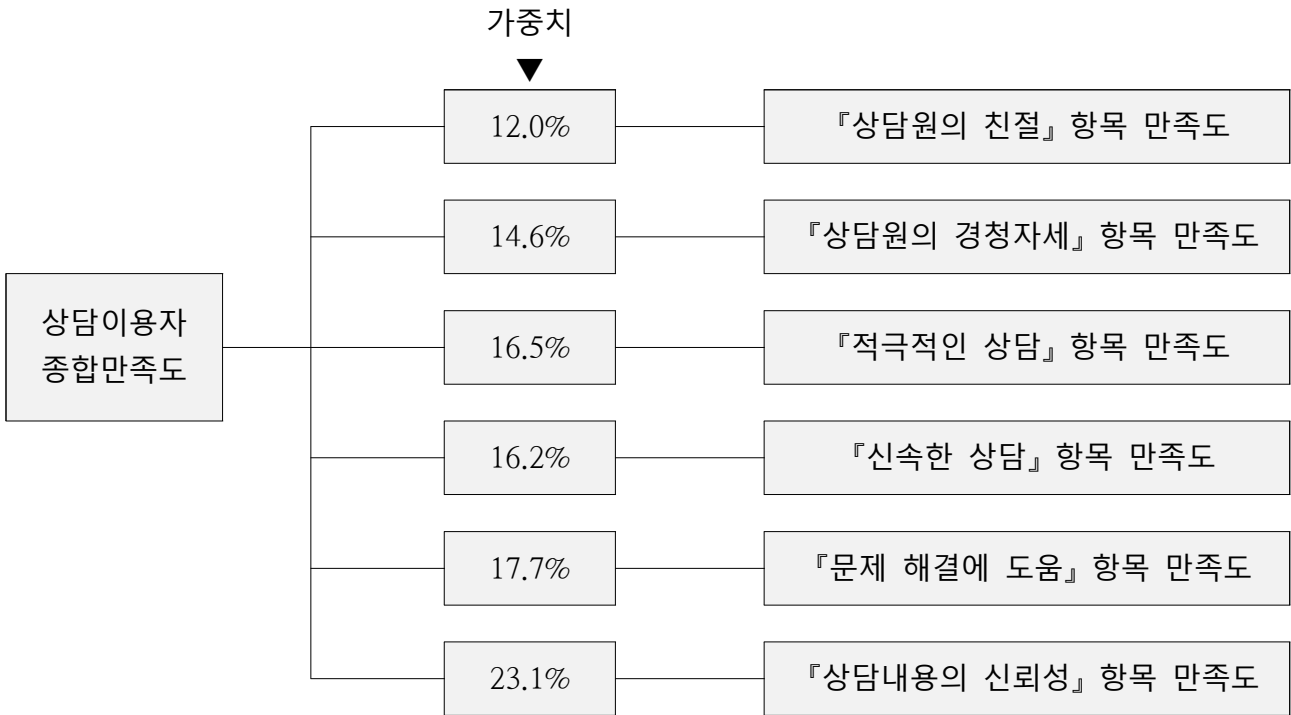 가중치
▼
12.0%
『상담원의 친절』 항목 만족도
14.6%
『상담원의 경청자세』 항목 만족도
상담이용자
종합만족도
16.5%
『적극적인 상담』 항목 만족도
16.2%
『신속한 상담』 항목 만족도
17.7%
『문제 해결에 도움』 항목 만족도
23.1%
『상담내용의 신뢰성』 항목 만족도